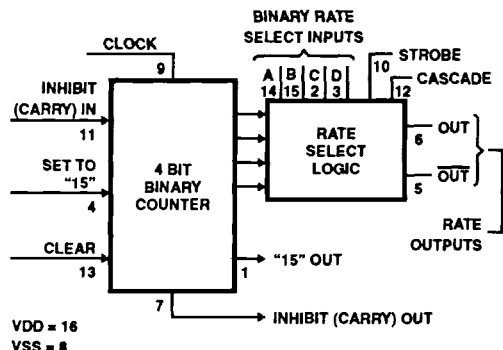 BINARY RATE
SELECT INPUTS
CLOCK
9
A B C D
14 15 2 3
STROBE
10
CASCADE
12
INHIBIT
(CARRY) IN
11
SET TO
"15"
4
CLEAR
13
4 BIT
BINARY
COUNTER
RATE
SELECT
LOGIC
6 OUT
5 OUT
RATE
OUTPUTS
1 "15" OUT
7
INHIBIT (CARRY) OUT
VDD = 16
VSS = 8